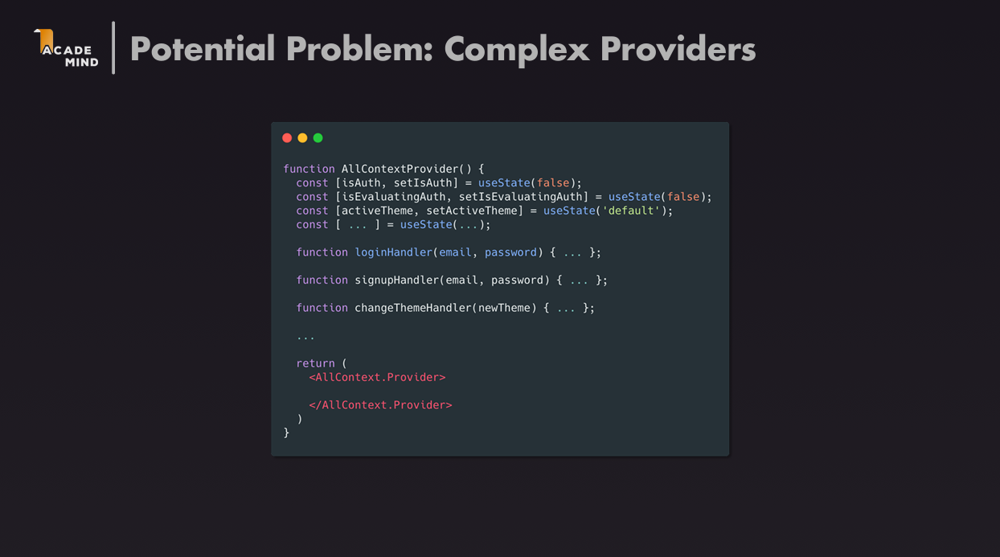 ACADE
MIND
Potential Problem: Complex Providers
function AllContextProvider() {
  const [isAuth, setIsAuth] = useState(false);
  const [isEvaluatingAuth, setIsEvaluatingAuth] = useState(false);
  const [activeTheme, setActiveTheme] = useState('default');
  const [ ... ] = useState(...);
  function loginHandler(email, password) { ... };
  function signupHandler(email, password) { ... };
  function changeThemeHandler(newTheme) { ... };
  ...
  return (
    <AllContext.Provider>
    </AllContext.Provider>
  )
}